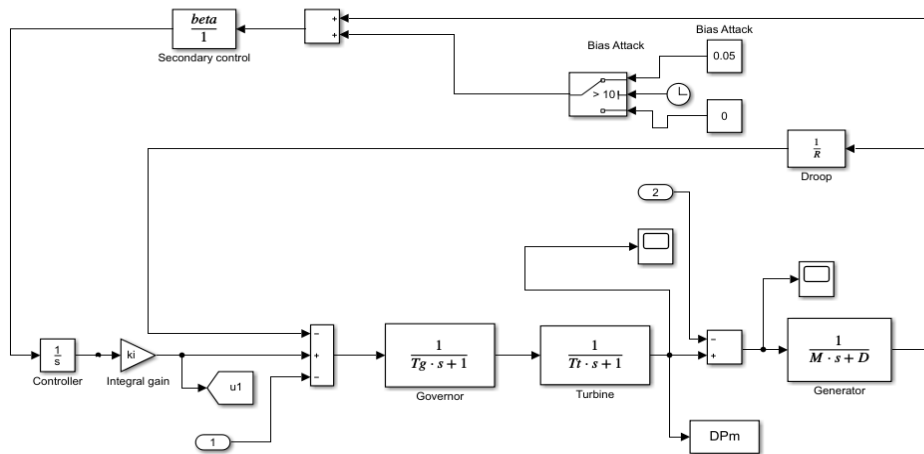 beta
1
Secondary control
+
+
Bias Attack
Bias Attack
0.05
> 10
0
1
R
Droop
2
1
s
Controller
ki
Integral gain
u1
1
−
+
−
1
Tg · s + 1
Governor
1
Tt · s + 1
Turbine
−
+
1
M · s + D
Generator
DPm